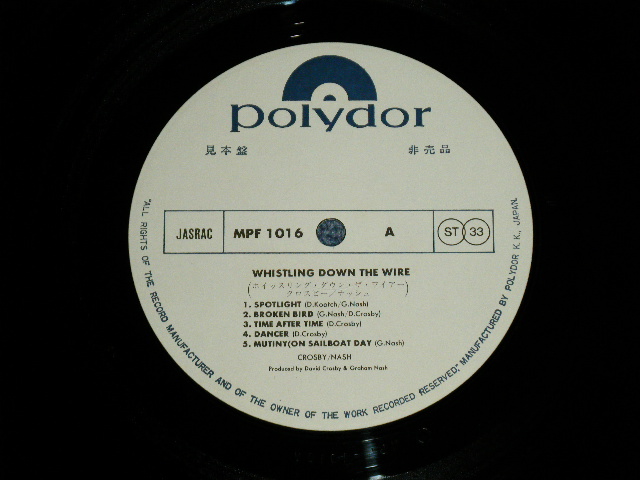 polydor
見本盤 非売品
JASRAC MPF 1016 A ST 33
WHISTLING DOWN THE WIRE
(ホイッスリング・ダウン・ザ・ワイアー
クロスビー/ナッシュ)
1. SPOTLIGHT (D.Kootch/G.Nash)
2. BROKEN BIRD (G.Nash/D.Crosby)
3. TIME AFTER TIME (D.Crosby)
4. DANCER (D.Crosby)
5. MUTINY(ON SAILBOAT DAY (G.Nash)
CROSBY/NASH
Produced by David Crosby & Graham Nash
"ALL RIGHTS OF THE RECORD MANUFACTURER AND OF THE OWNER OF THE WORK RECORDED RESERVED." MANUFACTURED BY POLYDOR K.K., JAPAN.